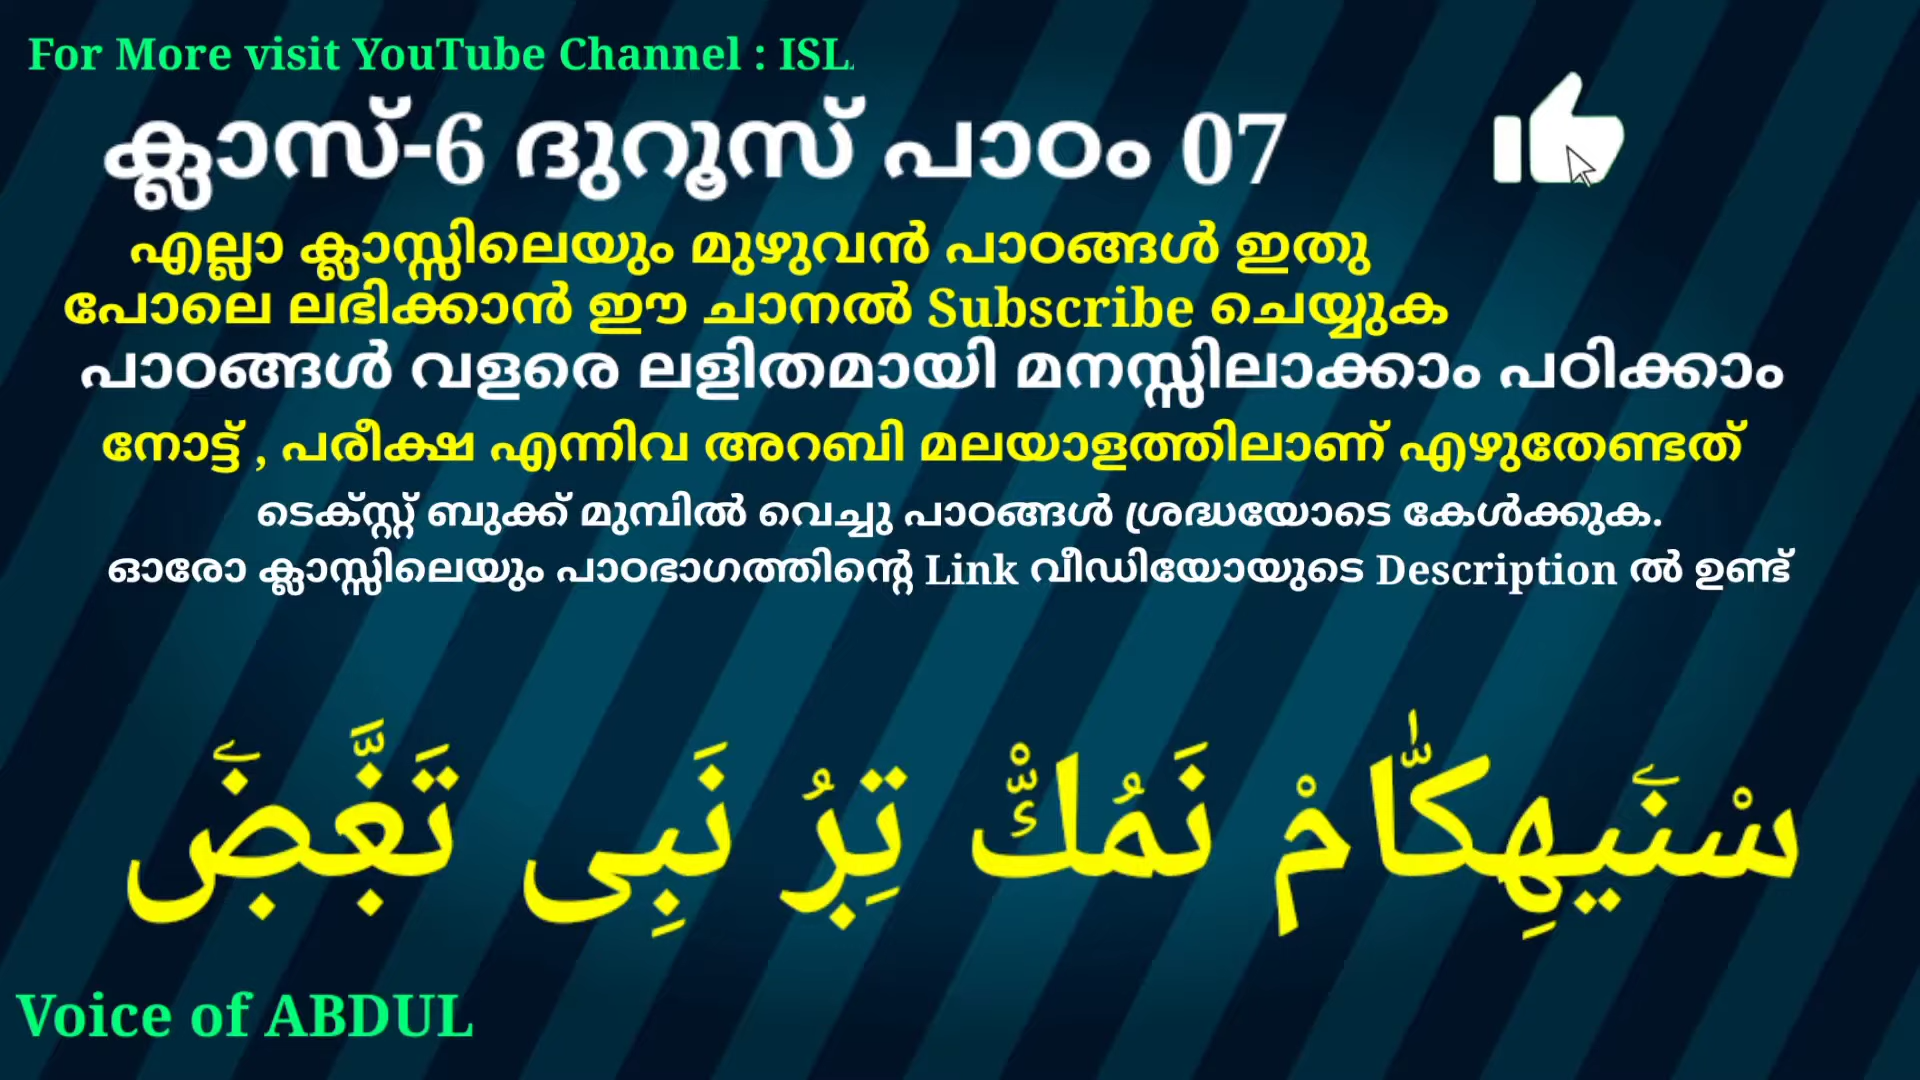 For More visit YouTube Channel : ISL
ക്ലാസ്-6 ദുറൂസ് പാഠം 07
എല്ലാ ക്ലാസ്സിലെയും മുഴുവൻ പാഠങ്ങൾ ഇതു
പോലെ ലഭിക്കാൻ ഈ ചാനൽ Subscribe ചെയ്യുക
പാഠങ്ങൾ വളരെ ലളിതമായി മനസ്സിലാക്കാം പഠിക്കാം
നോട്ട് , പരീക്ഷ എന്നിവ അറബി മലയാളത്തിലാണ് എഴുതേണ്ടത്
ടെക്സ്റ്റ് ബുക്ക് മുമ്പിൽ വെച്ചു പാഠങ്ങൾ ശ്രദ്ധയോടെ കേൾക്കുക.
ഓരോ ക്ലാസ്സിലെയും പാഠഭാഗത്തിന്റെ Link വീഡിയോയുടെ Description ൽ ഉണ്ട്
سْنَيٰهِكَّامْ نَمُكّْ تِرُ نَبِى تَغَّضَ
Voice of ABDUL